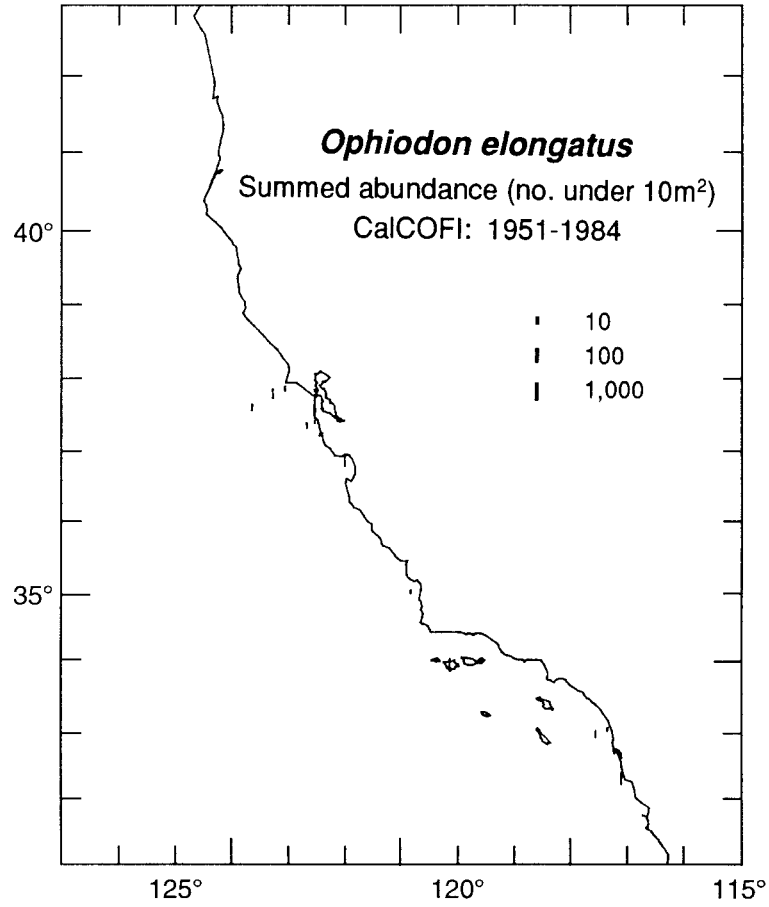 Ophiodon elongatus
Summed abundance (no. under 10m²)
CalCOFI: 1951-1984
40°
10
100
1,000
35°
125°
120°
115°